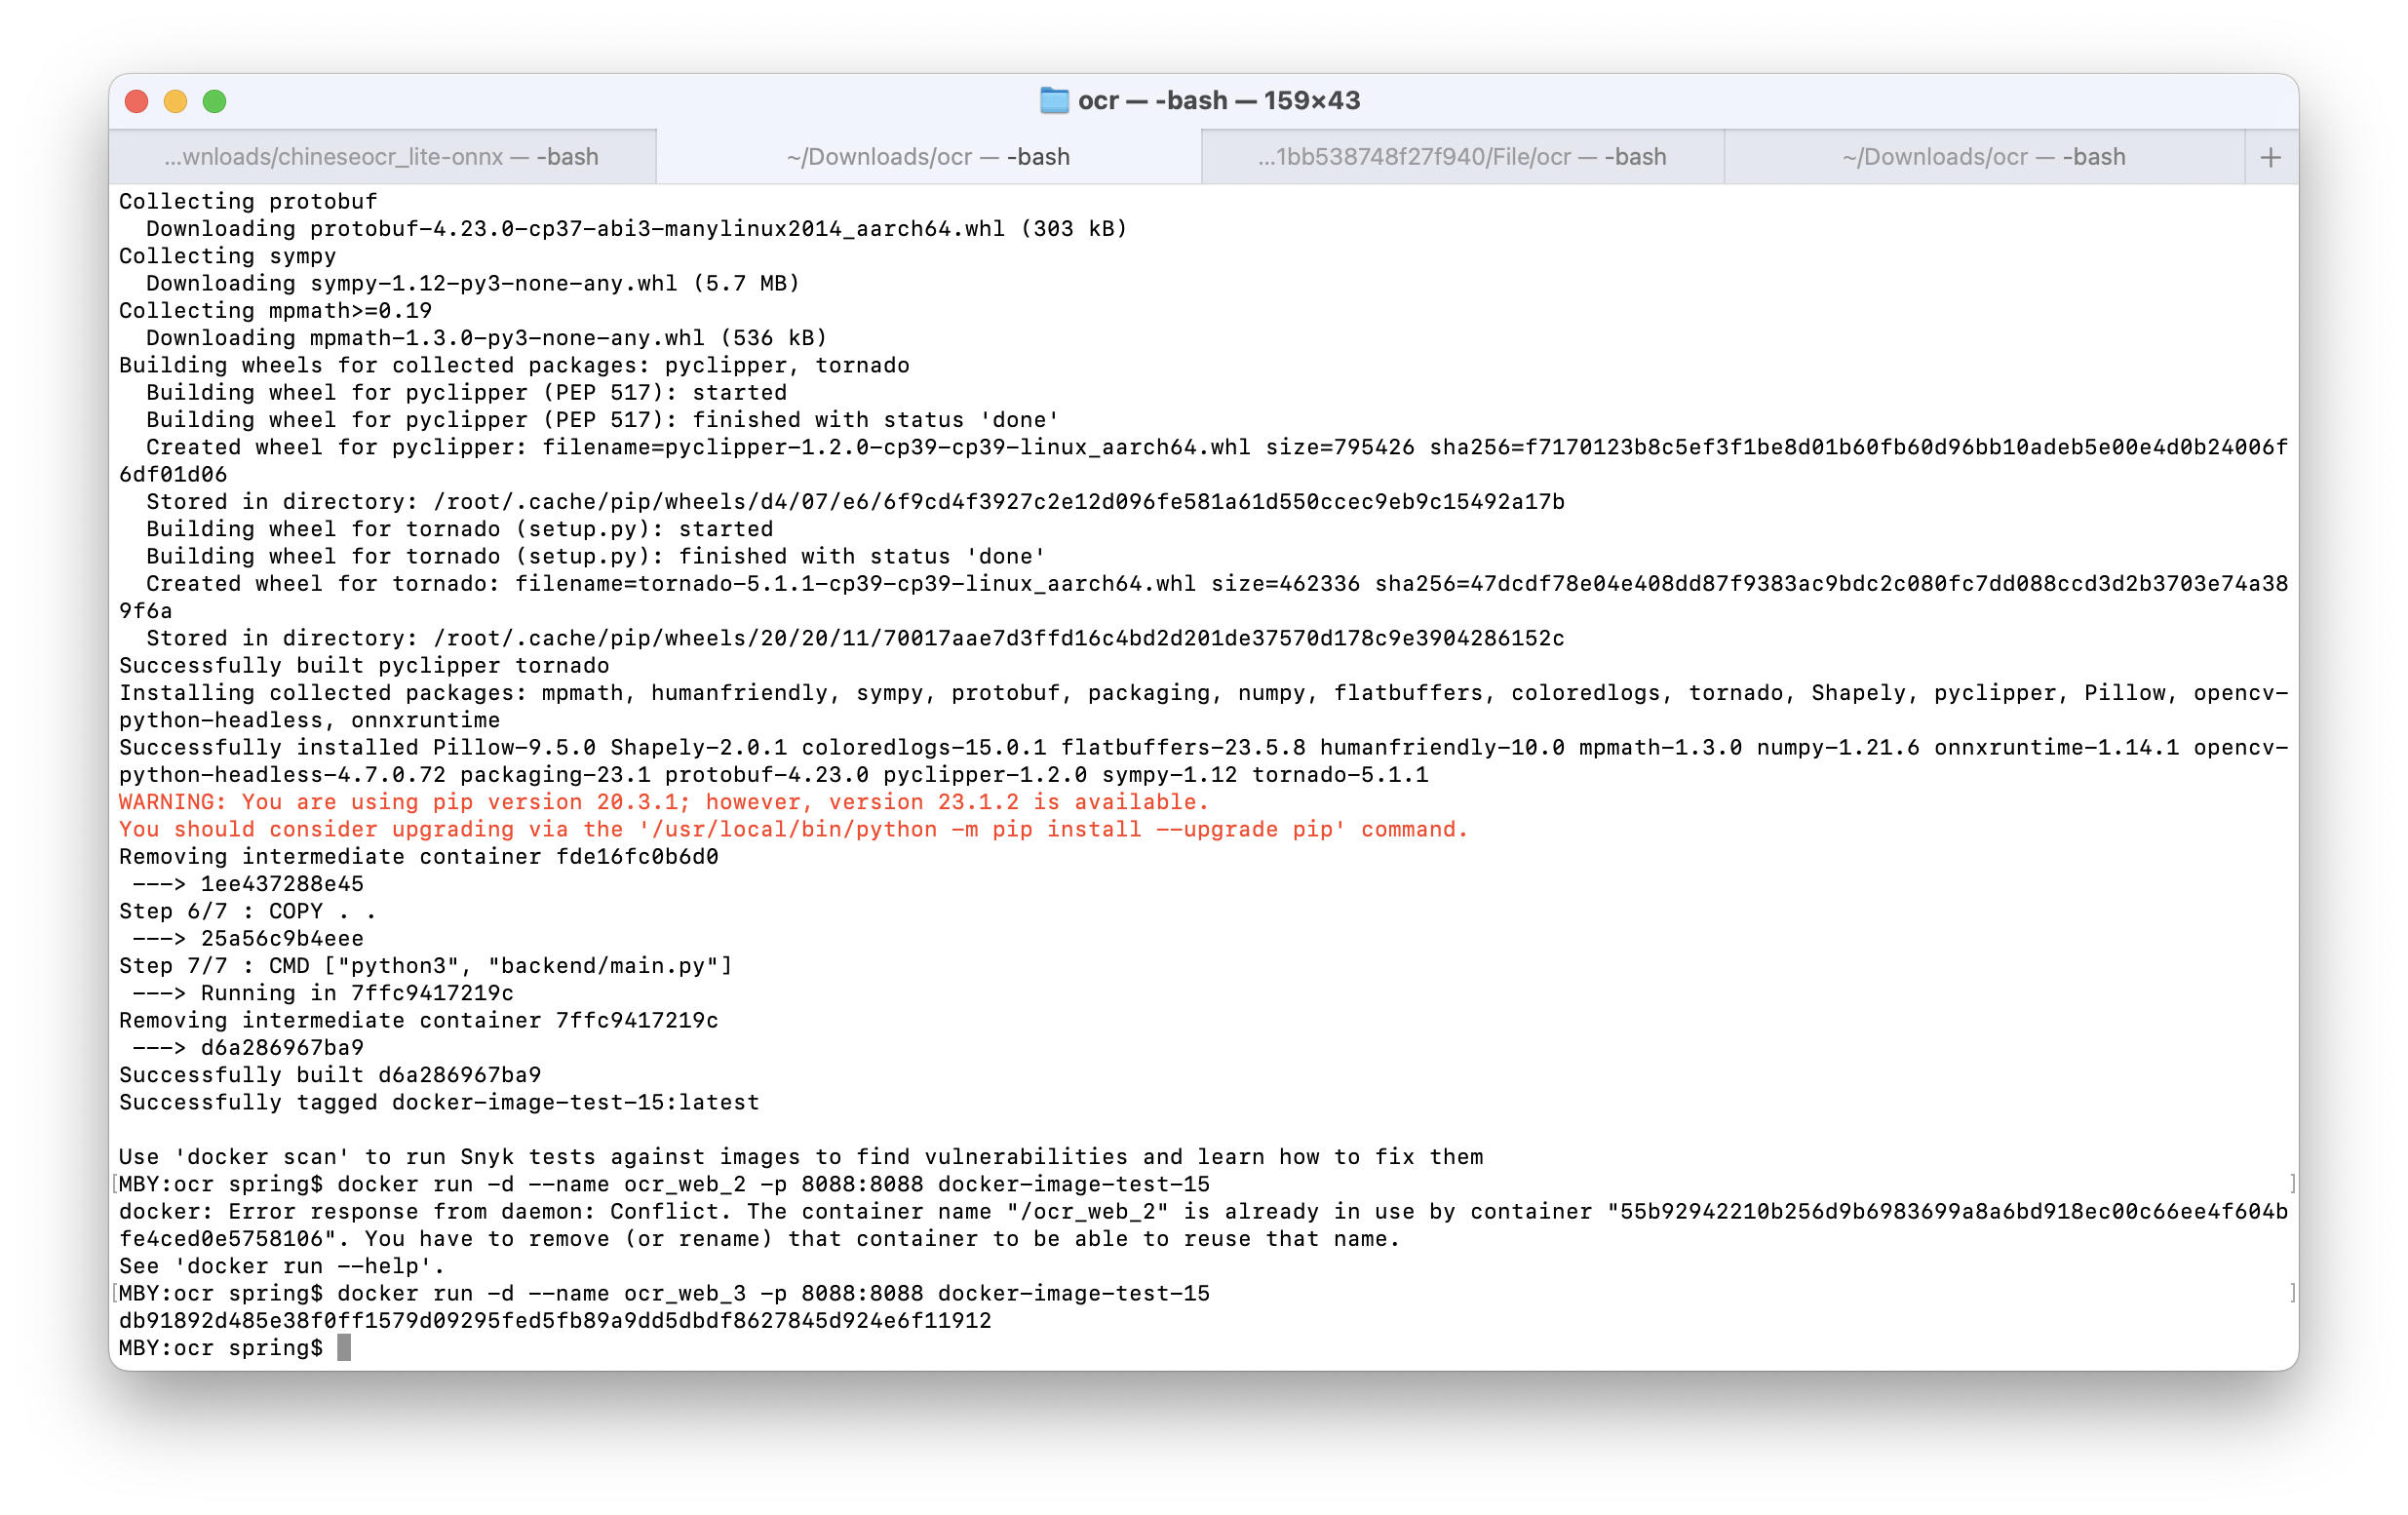 ocr — -bash — 159×43
...wnloads/chineseocr_lite-onnx — -bash
~/Downloads/ocr — -bash
...1bb538748f27f940/File/ocr — -bash
~/Downloads/ocr — -bash
+
Collecting protobuf
  Downloading protobuf-4.23.0-cp37-abi3-manylinux2014_aarch64.whl (303 kB)
Collecting sympy
  Downloading sympy-1.12-py3-none-any.whl (5.7 MB)
Collecting mpmath>=0.19
  Downloading mpmath-1.3.0-py3-none-any.whl (536 kB)
Building wheels for collected packages: pyclipper, tornado
  Building wheel for pyclipper (PEP 517): started
  Building wheel for pyclipper (PEP 517): finished with status 'done'
  Created wheel for pyclipper: filename=pyclipper-1.2.0-cp39-cp39-linux_aarch64.whl size=795426 sha256=f7170123b8c5ef3f1be8d01b60fb60d96bb10adeb5e00e4d0b24006f
6df01d06
  Stored in directory: /root/.cache/pip/wheels/d4/07/e6/6f9cd4f3927c2e12d096fe581a61d550ccec9eb9c15492a17b
  Building wheel for tornado (setup.py): started
  Building wheel for tornado (setup.py): finished with status 'done'
  Created wheel for tornado: filename=tornado-5.1.1-cp39-cp39-linux_aarch64.whl size=462336 sha256=47dcdf78e04e408dd87f9383ac9bdc2c080fc7dd088ccd3d2b3703e74a38
9f6a
  Stored in directory: /root/.cache/pip/wheels/20/20/11/70017aae7d3ffd16c4bd2d201de37570d178c9e3904286152c
Successfully built pyclipper tornado
Installing collected packages: mpmath, humanfriendly, sympy, protobuf, packaging, numpy, flatbuffers, coloredlogs, tornado, Shapely, pyclipper, Pillow, opencv-
python-headless, onnxruntime
Successfully installed Pillow-9.5.0 Shapely-2.0.1 coloredlogs-15.0.1 flatbuffers-23.5.8 humanfriendly-10.0 mpmath-1.3.0 numpy-1.21.6 onnxruntime-1.14.1 opencv-
python-headless-4.7.0.72 packaging-23.1 protobuf-4.23.0 pyclipper-1.2.0 sympy-1.12 tornado-5.1.1
WARNING: You are using pip version 20.3.1; however, version 23.1.2 is available.
You should consider upgrading via the '/usr/local/bin/python -m pip install --upgrade pip' command.
Removing intermediate container fde16fc0b6d0
 ---> 1ee437288e45
Step 6/7 : COPY . .
 ---> 25a56c9b4eee
Step 7/7 : CMD ["python3", "backend/main.py"]
 ---> Running in 7ffc9417219c
Removing intermediate container 7ffc9417219c
 ---> d6a286967ba9
Successfully built d6a286967ba9
Successfully tagged docker-image-test-15:latest

Use 'docker scan' to run Snyk tests against images to find vulnerabilities and learn how to fix them
[MBY:ocr spring$ docker run -d --name ocr_web_2 -p 8088:8088 docker-image-test-15 ]
docker: Error response from daemon: Conflict. The container name "/ocr_web_2" is already in use by container "55b92942210b256d9b6983699a8a6bd918ec00c66ee4f604b
fe4ced0e5758106". You have to remove (or rename) that container to be able to reuse that name.
See 'docker run --help'.
[MBY:ocr spring$ docker run -d --name ocr_web_3 -p 8088:8088 docker-image-test-15 ]
db91892d485e38f0ff1579d09295fed5fb89a9dd5dbdf8627845d924e6f11912
MBY:ocr spring$